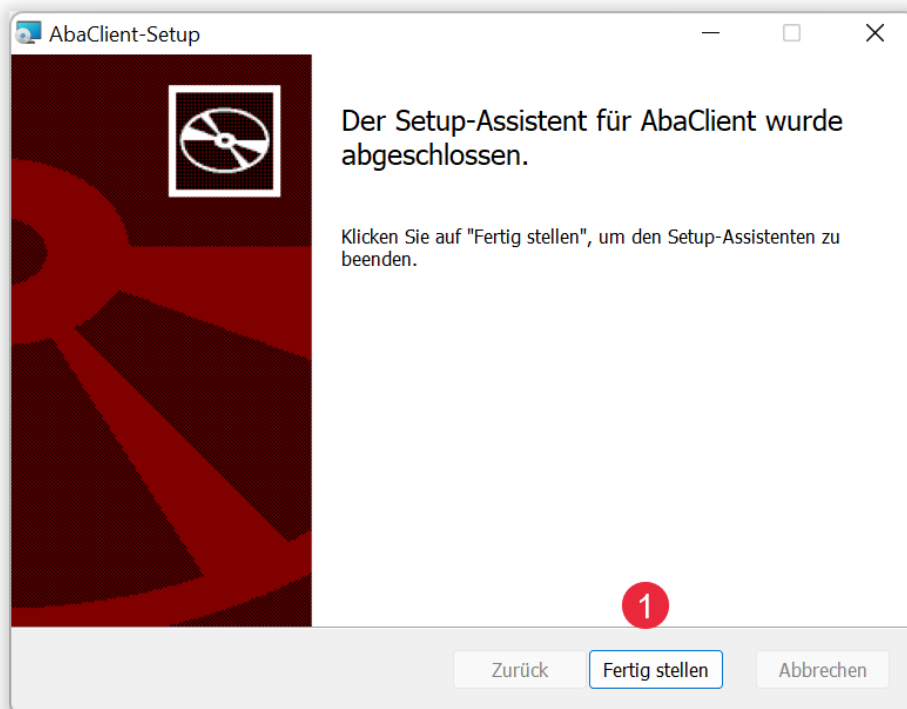 AbaClient-Setup
Der Setup-Assistent für AbaClient wurde
abgeschlossen.
Klicken Sie auf "Fertig stellen", um den Setup-Assistenten zu
beenden.
1
Zurück Fertig stellen Abbrechen